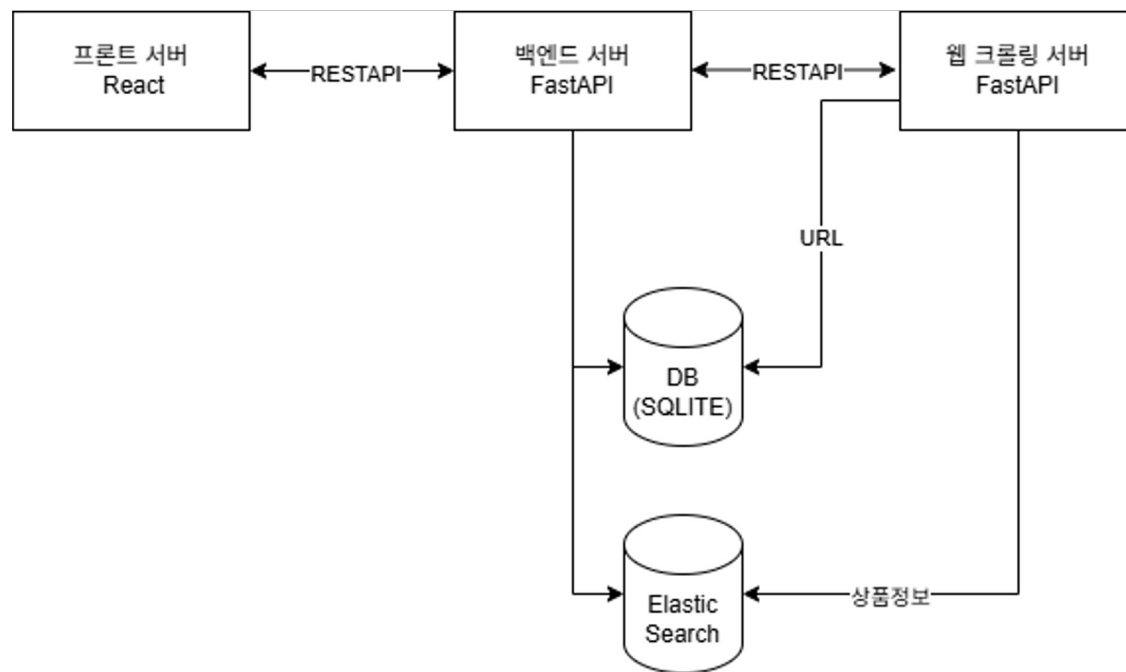 프론트 서버
React
RESTAPI
백엔드 서버
FastAPI
RESTAPI
웹 크롤링 서버
FastAPI
URL
DB
(SQLITE)
Elastic
Search
상품정보